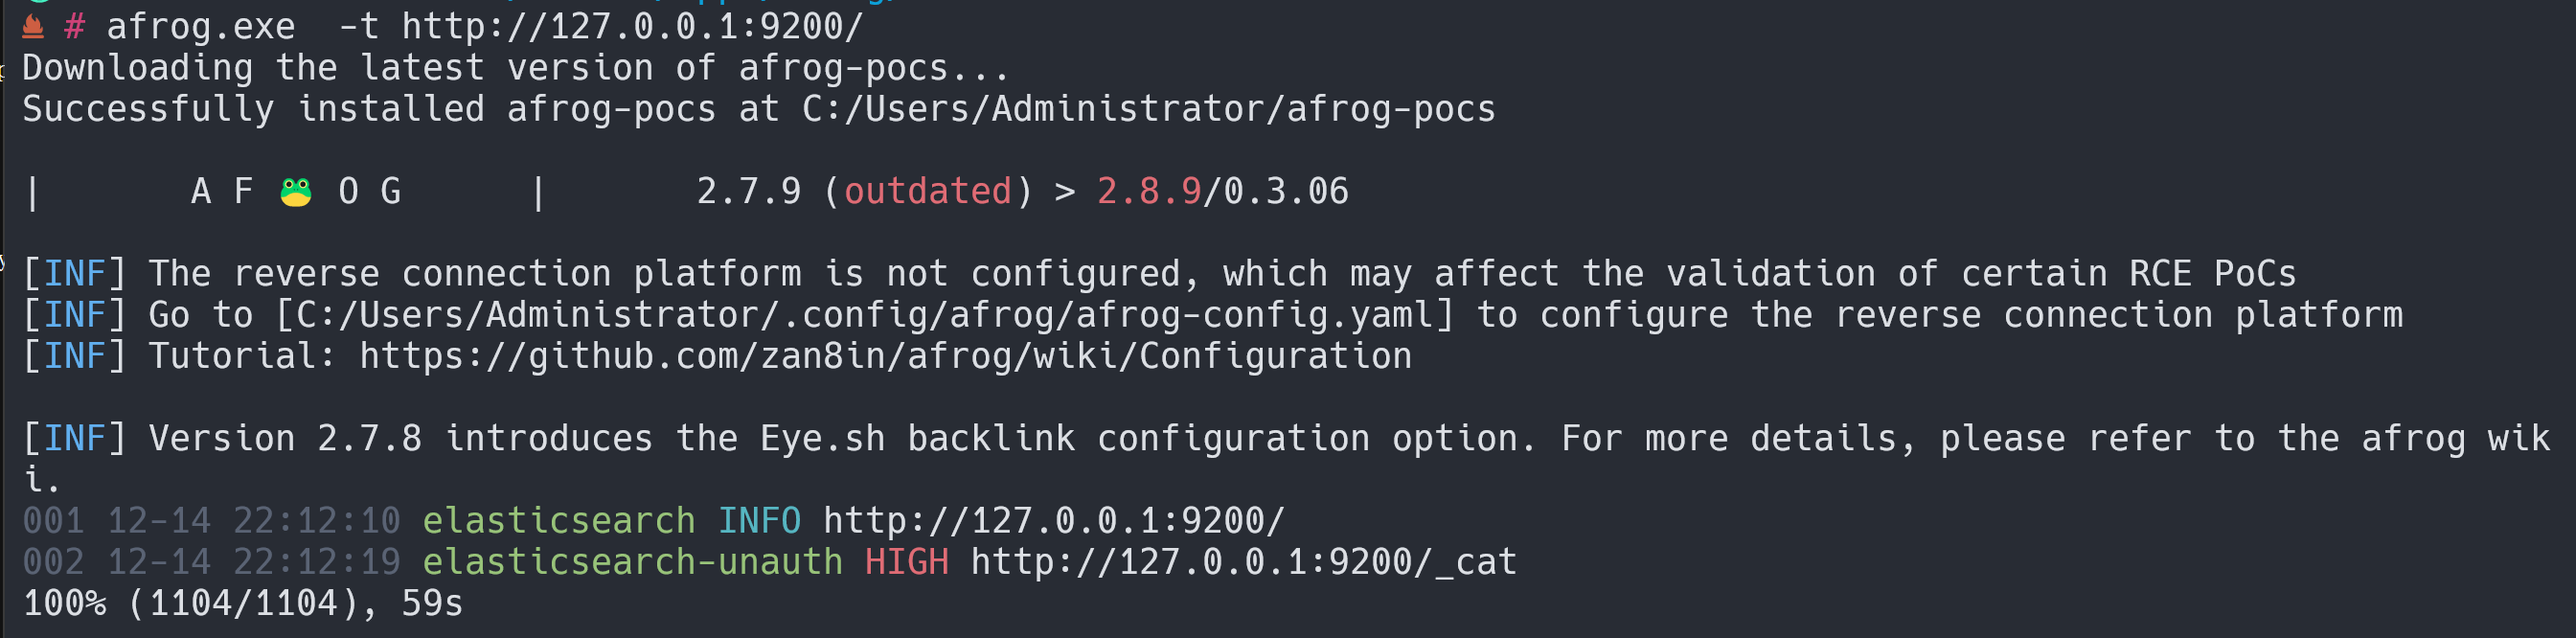 # afrog.exe  -t http://127.0.0.1:9200/
Downloading the latest version of afrog-pocs...
Successfully installed afrog-pocs at C:/Users/Administrator/afrog-pocs
|       A F 🐸 O G      |       2.7.9 (outdated) > 2.8.9/0.3.06
[INF] The reverse connection platform is not configured, which may affect the validation of certain RCE PoCs
[INF] Go to [C:/Users/Administrator/.config/afrog/afrog-config.yaml] to configure the reverse connection platform
[INF] Tutorial: https://github.com/zan8in/afrog/wiki/Configuration
[INF] Version 2.7.8 introduces the Eye.sh backlink configuration option. For more details, please refer to the afrog wik
i.
001 12-14 22:12:10 elasticsearch INFO http://127.0.0.1:9200/
002 12-14 22:12:19 elasticsearch-unauth HIGH http://127.0.0.1:9200/_cat
100% (1104/1104), 59s